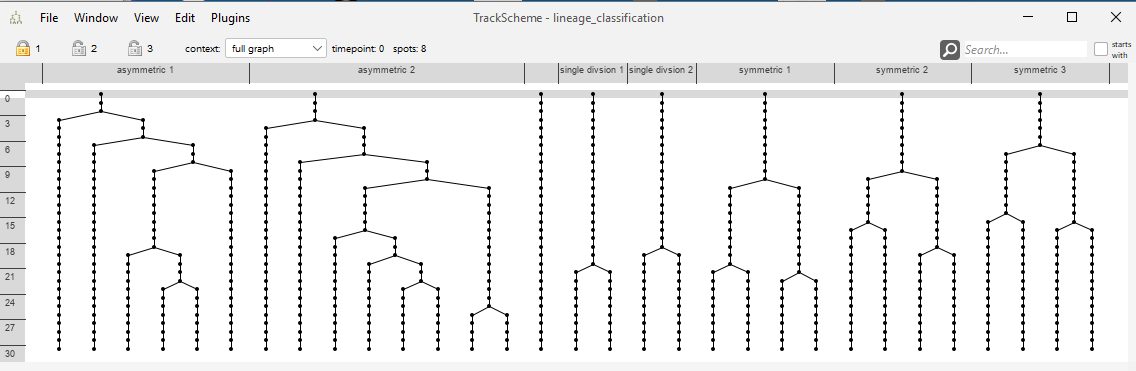 TrackScheme - lineage_classification
File Window View Edit Plugins
1 2 3 context: full graph timepoint: 0 spots: 8 Search... starts with
asymmetric 1 asymmetric 2 single divsion 1 single divsion 2 symmetric 1 symmetric 2 symmetric 3
0
3
6
9
12
15
18
21
24
27
30